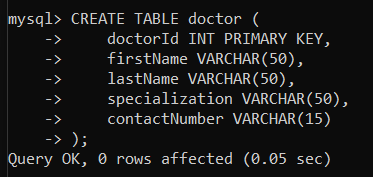 mysql> CREATE TABLE doctor (
    ->     doctorId INT PRIMARY KEY,
    ->     firstName VARCHAR(50),
    ->     lastName VARCHAR(50),
    ->     specialization VARCHAR(50),
    ->     contactNumber VARCHAR(15)
    -> );
Query OK, 0 rows affected (0.05 sec)